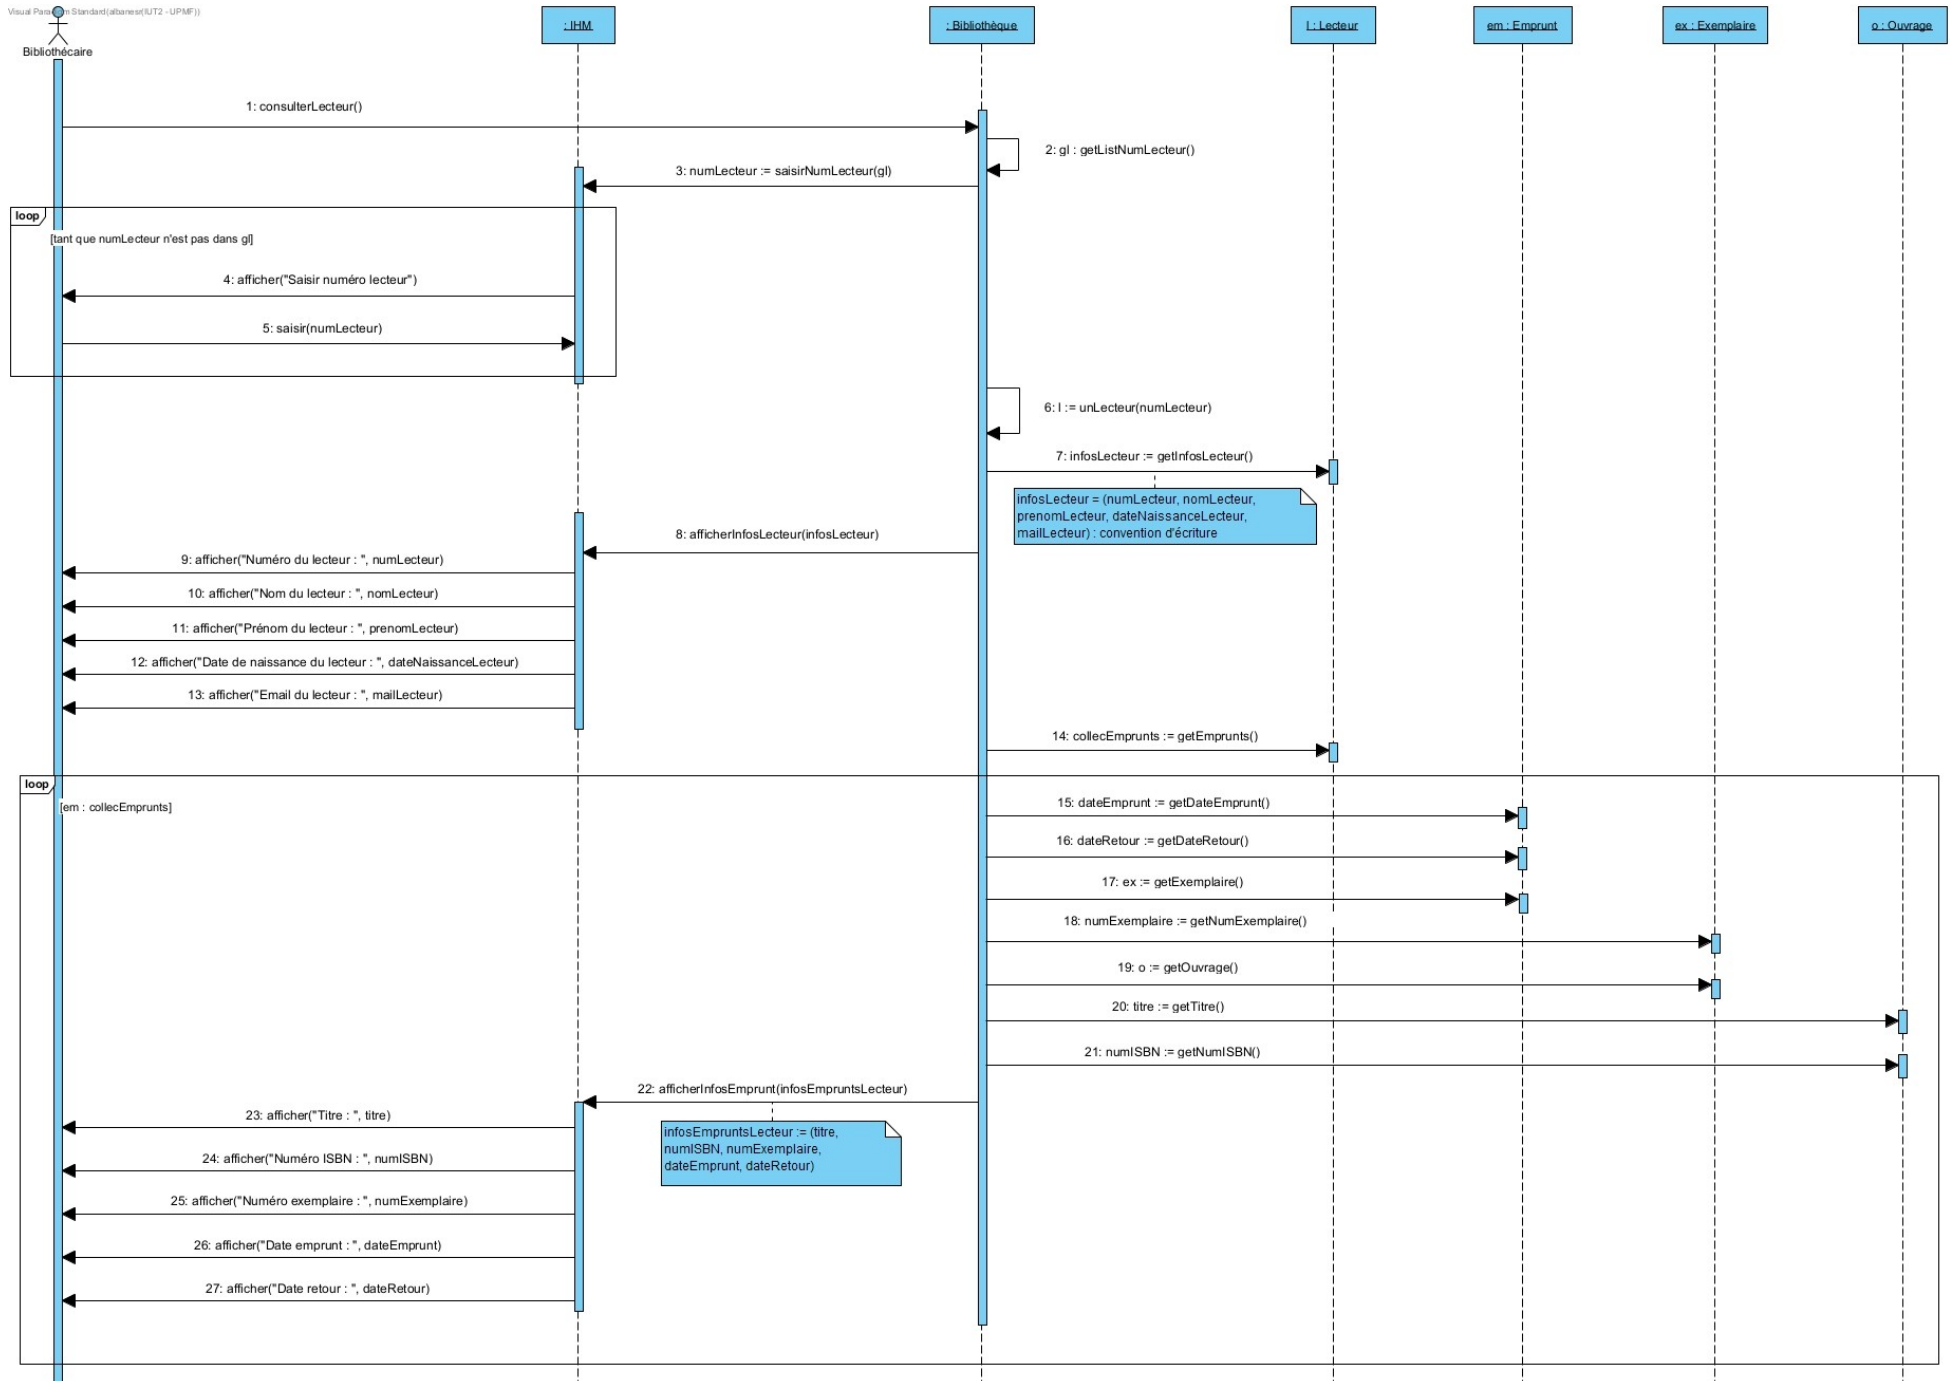 Visual Paradigm Standard(albanesr(IUT2 - UPMF))
Bibliothécaire
: IHM
: Bibliothèque
l : Lecteur
em : Emprunt
ex : Exemplaire
o : Ouvrage
1: consulterLecteur()
2: gl : getListNumLecteur()
3: numLecteur := saisirNumLecteur(gl)
loop
[tant que numLecteur n'est pas dans gl]
4: afficher("Saisir numéro lecteur")
5: saisir(numLecteur)
6: l := unLecteur(numLecteur)
7: infosLecteur := getInfosLecteur()
infosLecteur = (numLecteur, nomLecteur,
prenomLecteur, dateNaissanceLecteur,
mailLecteur) : convention d'écriture
8: afficherInfosLecteur(infosLecteur)
9: afficher("Numéro du lecteur : ", numLecteur)
10: afficher("Nom du lecteur : ", nomLecteur)
11: afficher("Prénom du lecteur : ", prenomLecteur)
12: afficher("Date de naissance du lecteur : ", dateNaissanceLecteur)
13: afficher("Email du lecteur : ", mailLecteur)
14: collecEmprunts := getEmprunts()
loop
[em : collecEmprunts]
15: dateEmprunt := getDateEmprunt()
16: dateRetour := getDateRetour()
17: ex := getExemplaire()
18: numExemplaire := getNumExemplaire()
19: o := getOuvrage()
20: titre := getTitre()
21: numISBN := getNumISBN()
22: afficherInfosEmprunt(infosEmpruntsLecteur)
infosEmpruntsLecteur := (titre,
numISBN, numExemplaire,
dateEmprunt, dateRetour)
23: afficher("Titre : ", titre)
24: afficher("Numéro ISBN : ", numISBN)
25: afficher("Numéro exemplaire : ", numExemplaire)
26: afficher("Date emprunt : ", dateEmprunt)
27: afficher("Date retour : ", dateRetour)